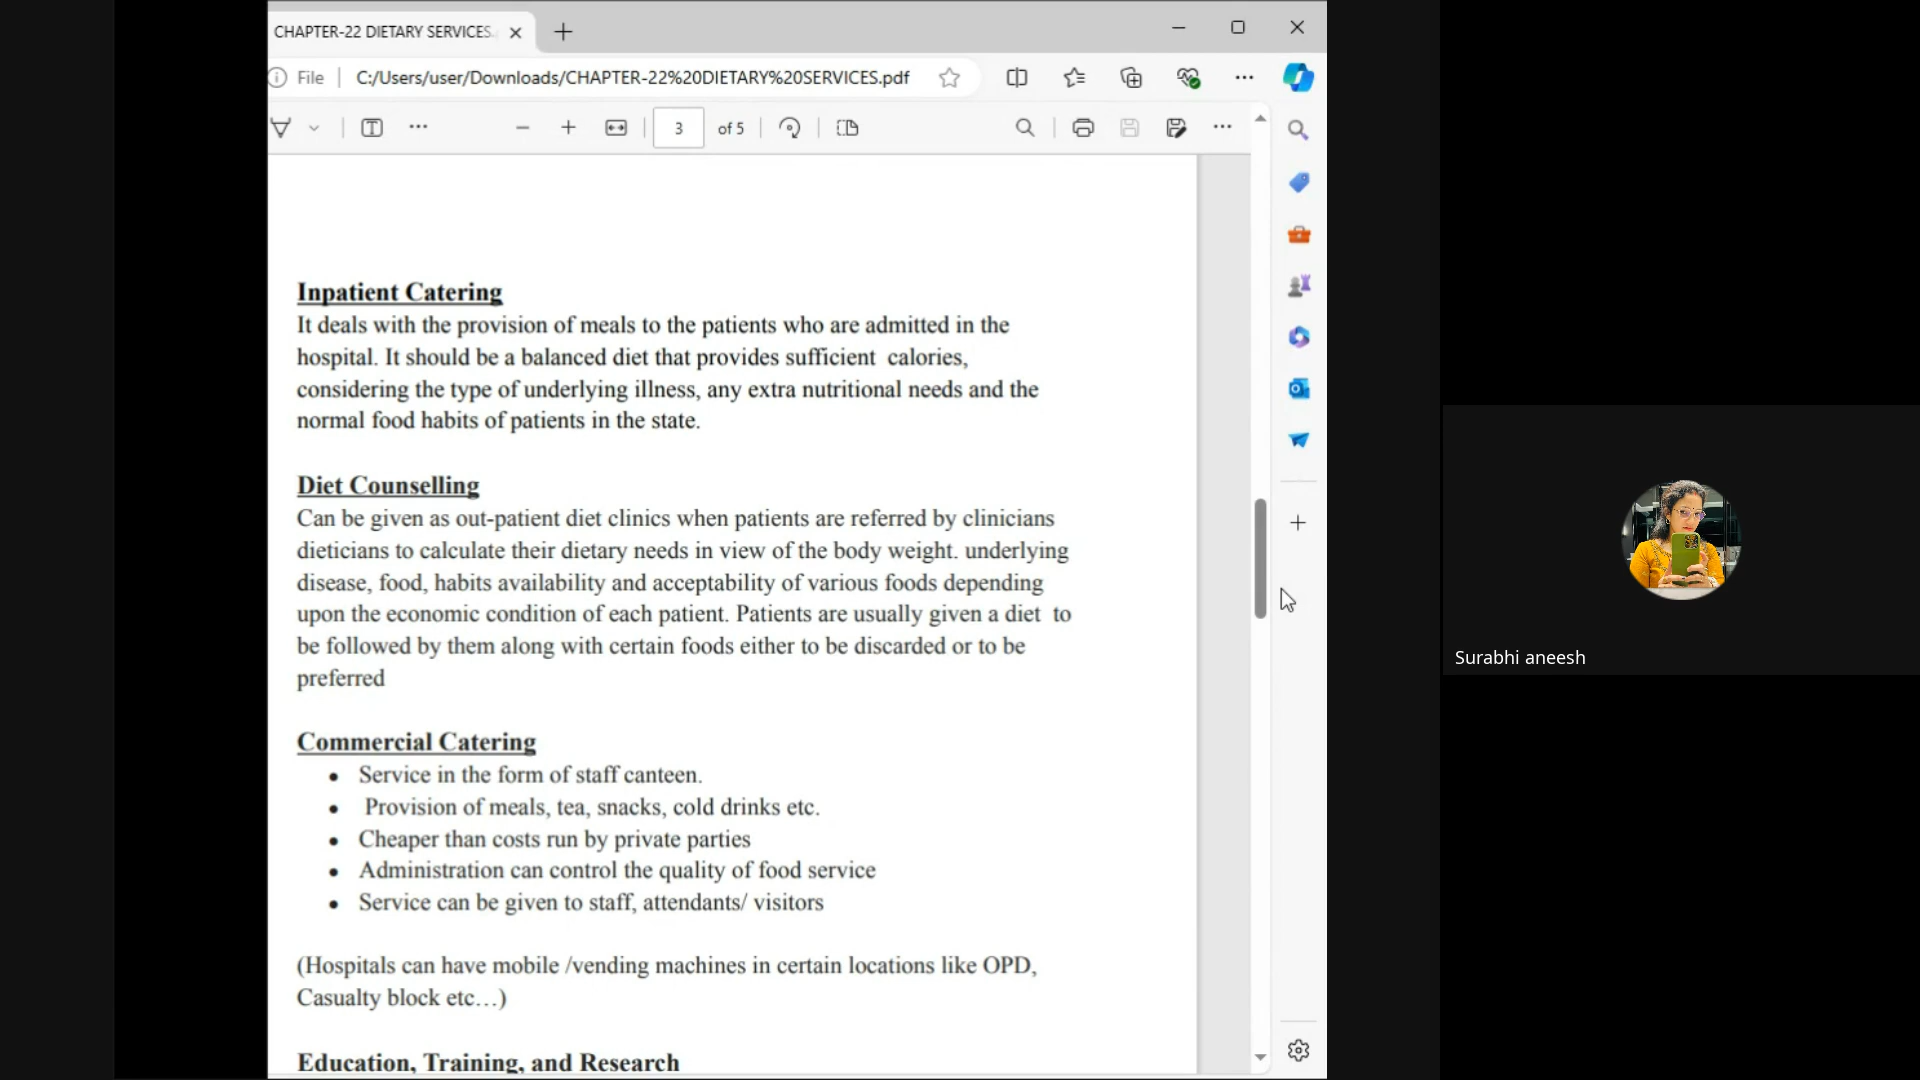 CHAPTER-22 DIETARY SERVICES.
File
C:/Users/user/Downloads/CHAPTER-22%20DIETARY%20SERVICES.pdf
3 of 5
Inpatient Catering
It deals with the provision of meals to the patients who are admitted in the
hospital. It should be a balanced diet that provides sufficient calories,
considering the type of underlying illness, any extra nutritional needs and the
normal food habits of patients in the state.
Diet Counselling
Can be given as out-patient diet clinics when patients are referred by clinicians
dieticians to calculate their dietary needs in view of the body weight. underlying
disease, food, habits availability and acceptability of various foods depending
upon the economic condition of each patient. Patients are usually given a diet to
be followed by them along with certain foods either to be discarded or to be
preferred
Commercial Catering
• Service in the form of staff canteen.
• Provision of meals, tea, snacks, cold drinks etc.
• Cheaper than costs run by private parties
• Administration can control the quality of food service
• Service can be given to staff, attendants/ visitors
(Hospitals can have mobile /vending machines in certain locations like OPD,
Casualty block etc…)
Education, Training, and Research
Surabhi aneesh